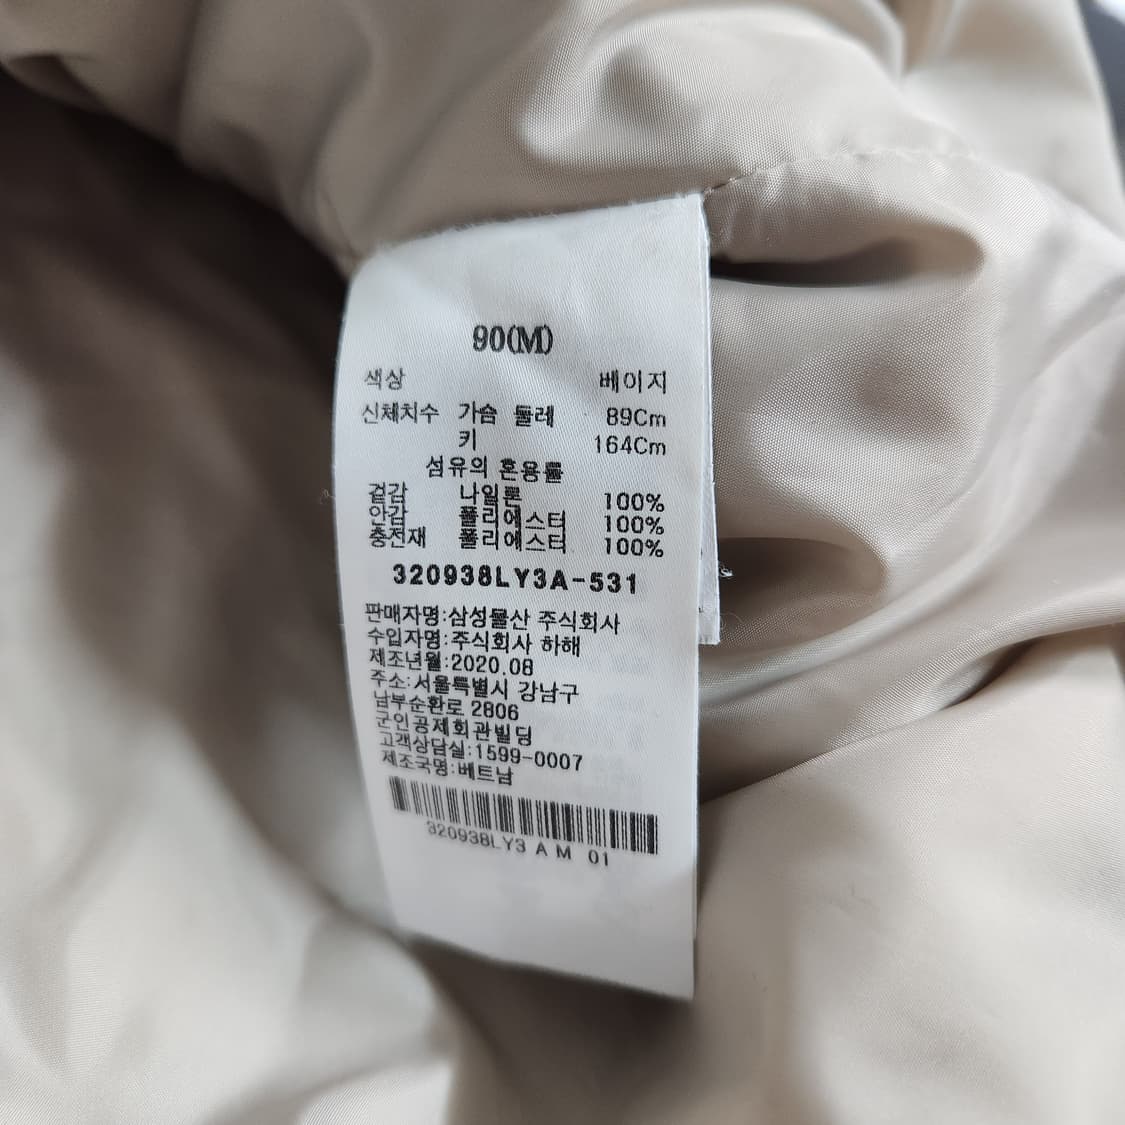 90(M)
색상 베이지
신체치수 가슴 둘레 89Cm
키 164Cm
섬유의 혼용률
겉감 나일론 100%
안감 폴리에스터 100%
충전재 폴리에스터 100%
320938LY3A-531
판매자명:삼성물산 주식회사
수입자명:주식회사 하해
제조년월:2020.08
주소:서울특별시 강남구
남부순환로 2806
군인공제회관빌딩
고객상담실:1599-0007
제조국명:베트남
320938LY3 A M 01